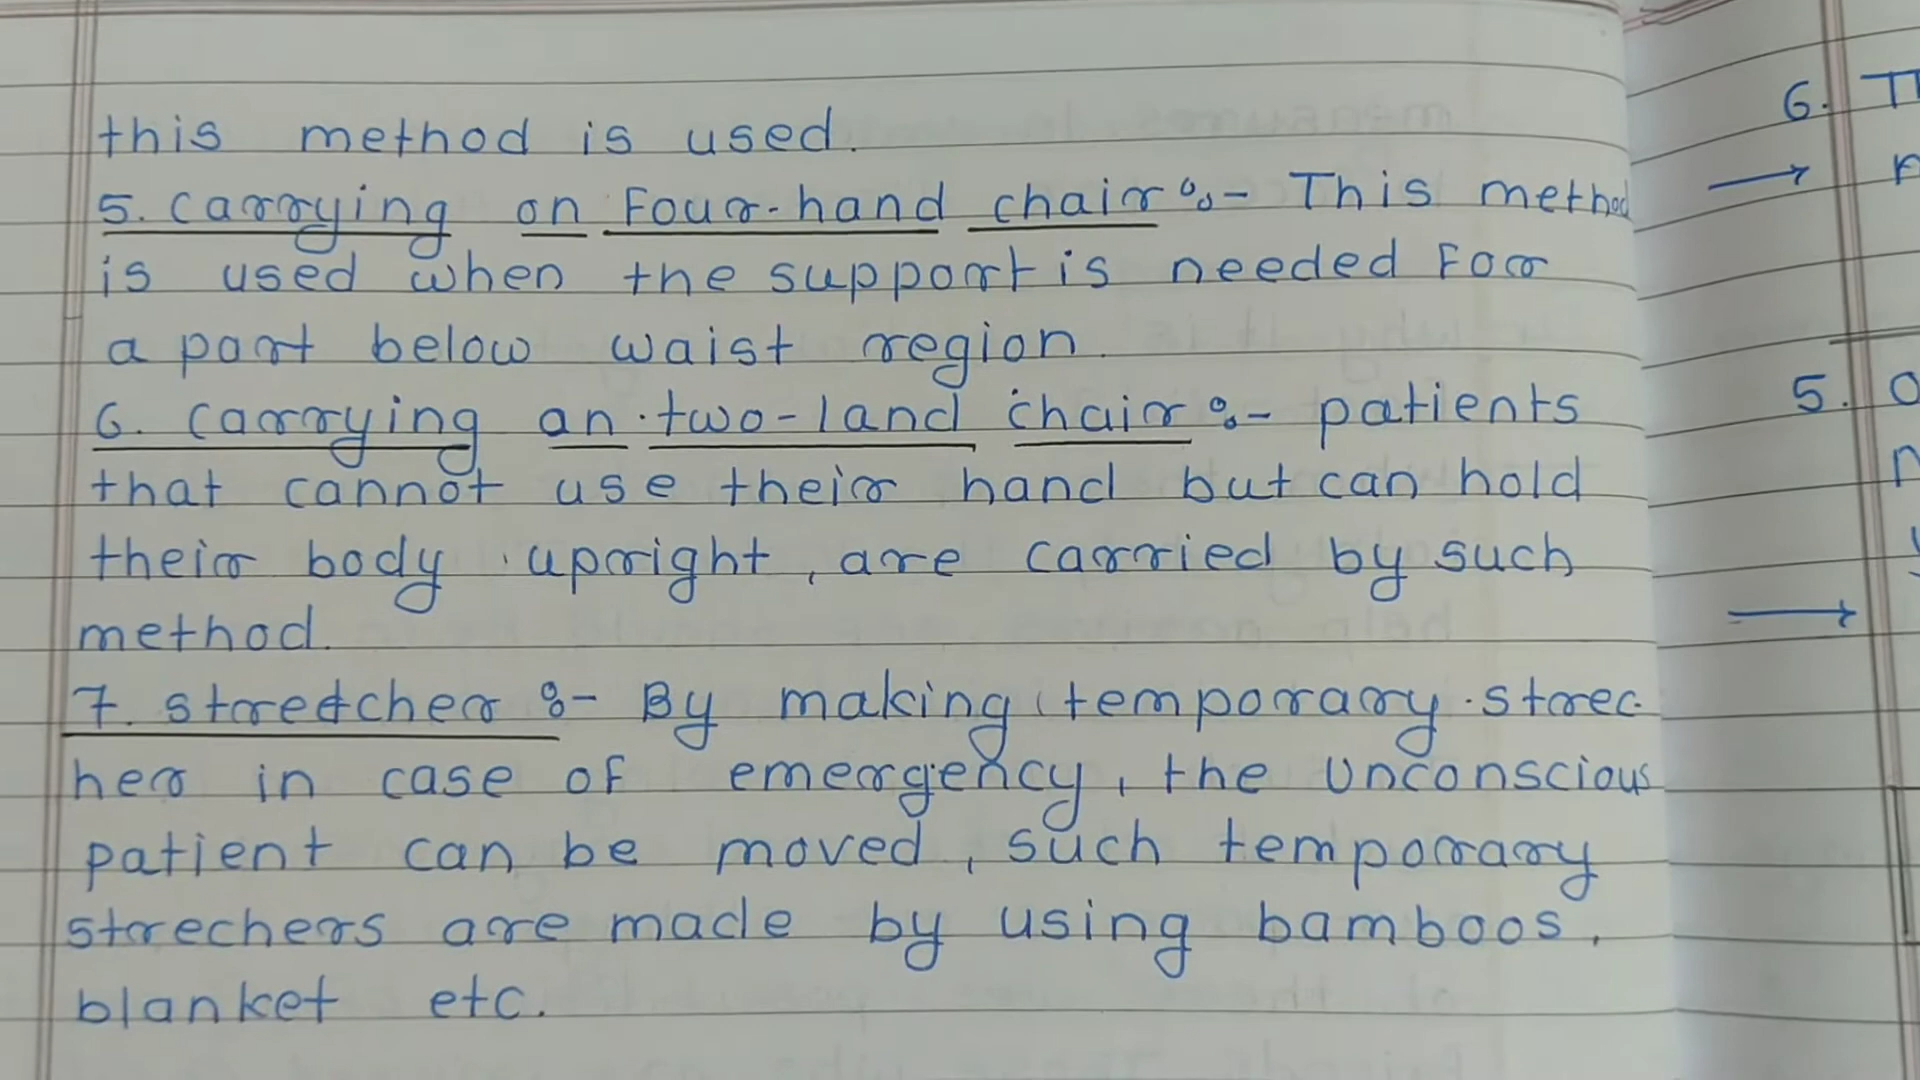 this method is used.
5. Carrying on Four-hand chair :- This method
is used when the support is needed For
a part below waist region.
6. Carrying an two-land chair :- patients
that cannot use their hand but can hold
their body upright, are carried by such
method.
7. stretcher :- By making temporary strec-
her in case of emergency, the Unconscious
patient can be moved, such temporary
strechers are made by using bamboos,
blanket etc.
6.
→
5.
→